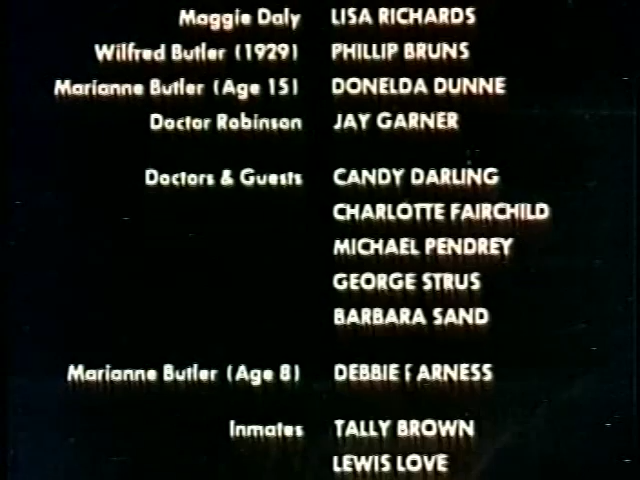 Maggie Daly LISA RICHARDS
Wilfred Butler (1929) PHILLIP BRUNS
Marianne Butler (Age 15) DONELDA DUNNE
Doctor Robinson JAY GARNER
Doctors & Guests CANDY DARLING
CHARLOTTE FAIRCHILD
MICHAEL PENDREY
GEORGE STRUS
BARBARA SAND
Marianne Butler (Age 8) DEBBIE
Inmates TALLY BROWN
LEWIS LOVE